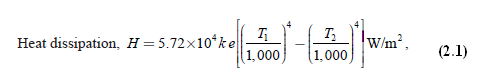 Heat dissipation, H = 5.72×10⁴ k e [ ( T₁ / 1,000 )⁴ − ( T₂ / 1,000 )⁴ ] W/m², (2.1)